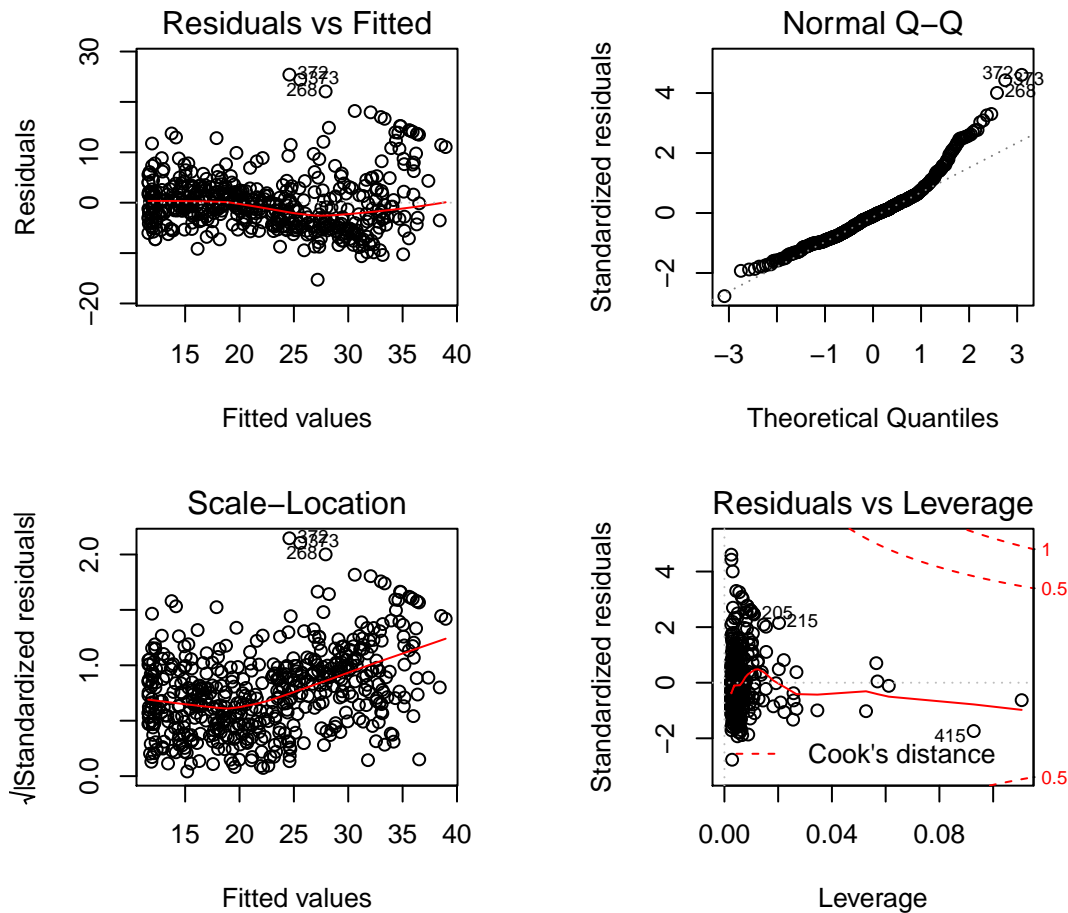 Residuals vs Fitted
Residuals
30
10
0
−20
372
373
268
15 20 25 30 35 40
Fitted values
Normal Q−Q
Standardized residuals
4
2
0
−2
372
373
268
−3 −1 0 1 2 3
Theoretical Quantiles
Scale−Location
√|Standardized residuals|
2.0
1.0
0.0
372
373
268
15 20 25 30 35 40
Fitted values
Residuals vs Leverage
Standardized residuals
4
2
0
−2
205
215
415
1
0.5
0.5
Cook's distance
0.00 0.04 0.08
Leverage